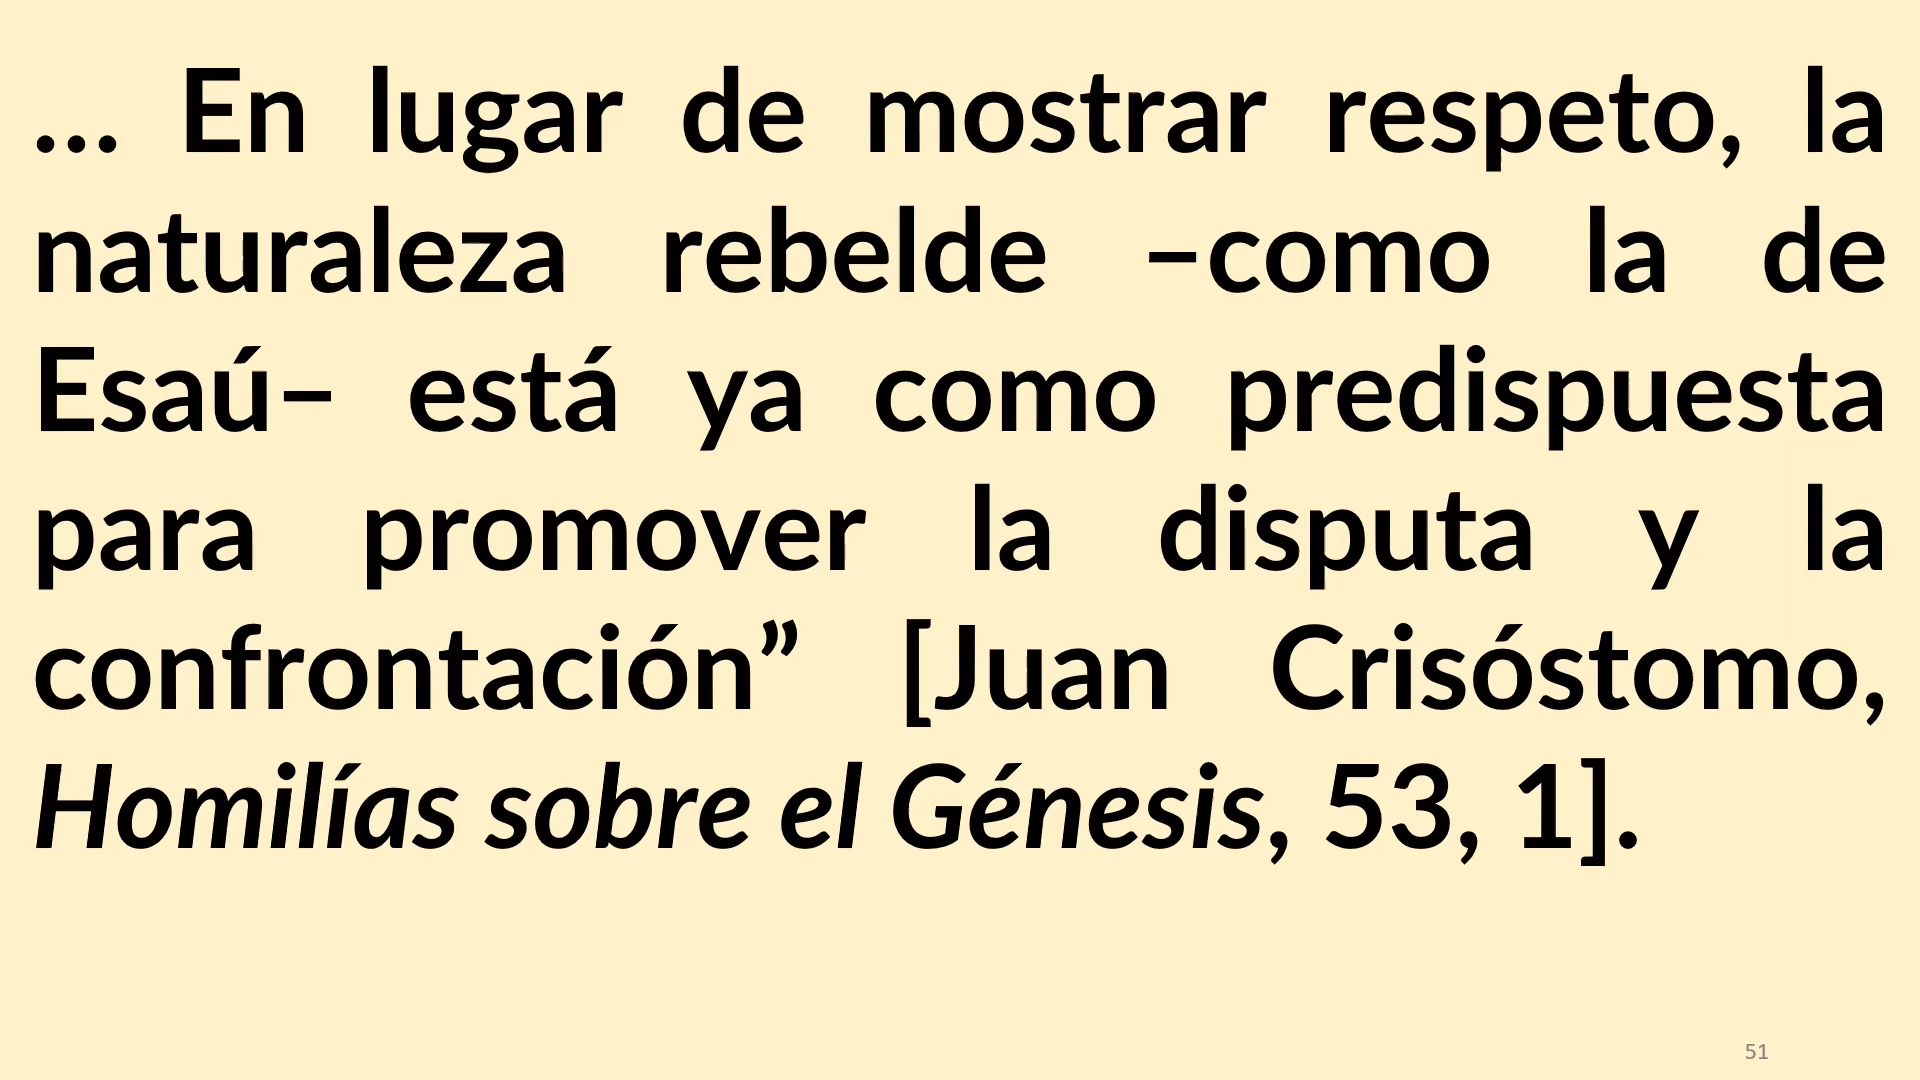 … En lugar de mostrar respeto, la
naturaleza rebelde –como la de
Esaú– está ya como predispuesta
para promover la disputa y la
confrontación” [Juan Crisóstomo,
Homilías sobre el Génesis, 53, 1].
51